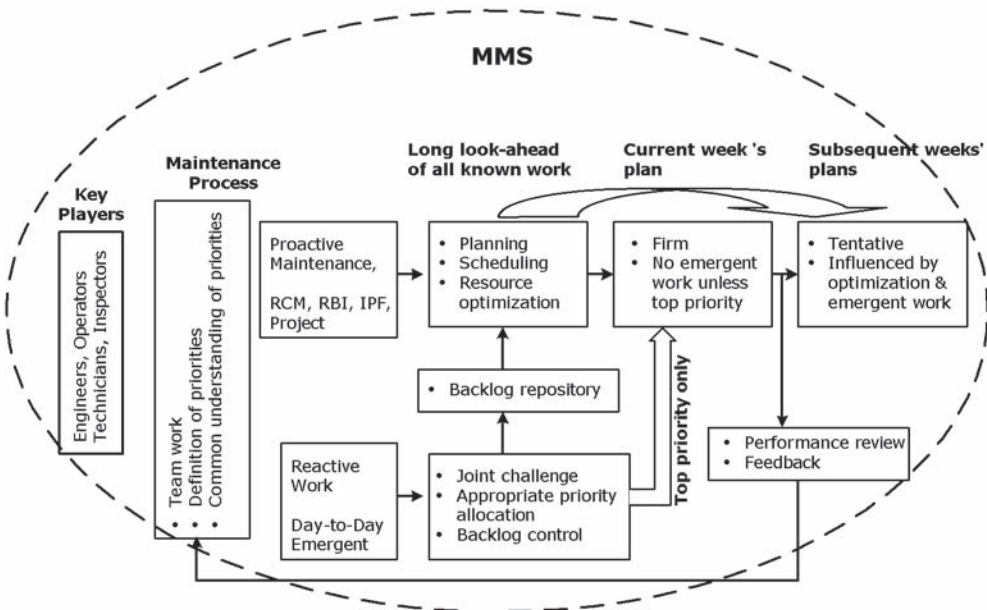 MMS
Key
Players
Engineers, Operators
Technicians, Inspectors
Maintenance
Process
• Team work
• Definition of priorities
• Common understanding of priorities
Proactive
Maintenance,
RCM, RBI, IPF,
Project
Reactive
Work
Day-to-Day
Emergent
Long look-ahead
of all known work
• Planning
• Scheduling
• Resource
optimization
• Backlog repository
• Joint challenge
• Appropriate priority
allocation
• Backlog control
Current week's
plan
• Firm
• No emergent
work unless
top priority
Top priority only
Subsequent weeks'
plans
• Tentative
• Influenced by
optimization &
emergent work
• Performance review
• Feedback